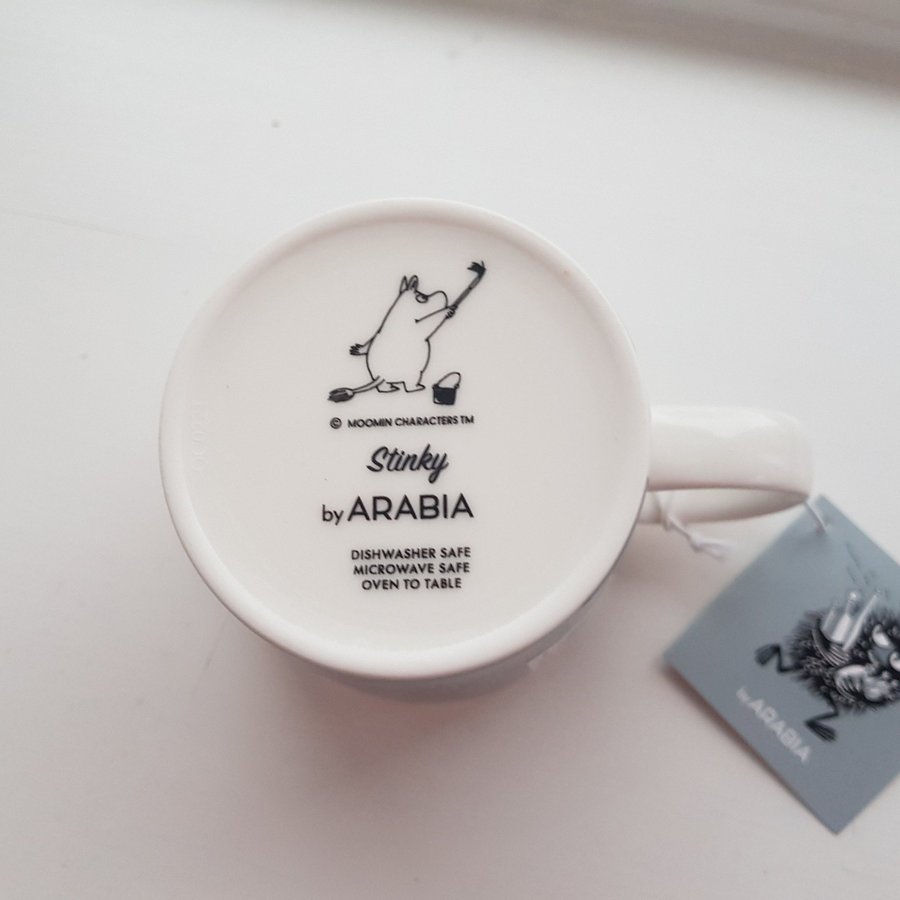 © MOOMIN CHARACTERS TM
Stinky
by ARABIA
DISHWASHER SAFE
MICROWAVE SAFE
OVEN TO TABLE
by ARABIA